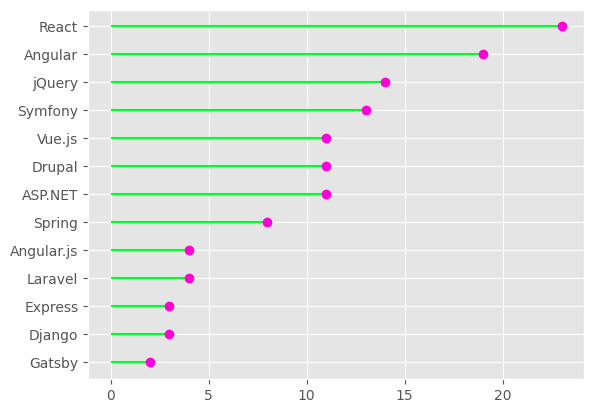 React
Angular
jQuery
Symfony
Vue.js
Drupal
ASP.NET
Spring
Angular.js
Laravel
Express
Django
Gatsby
0 5 10 15 20